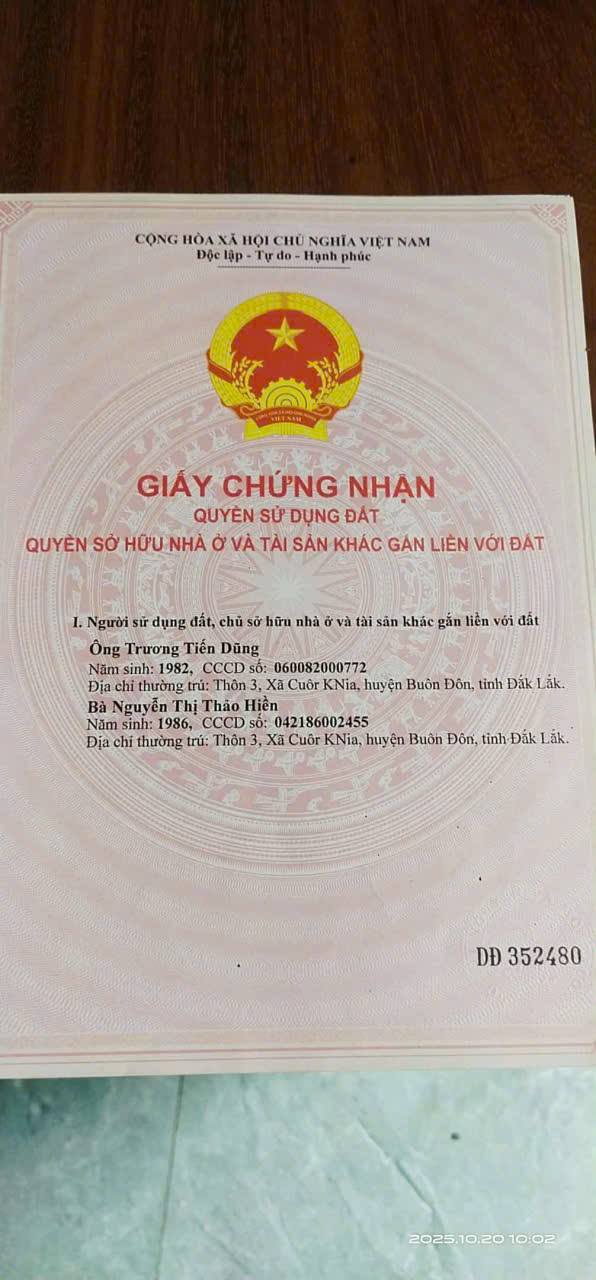 CỘNG HÒA XÃ HỘI CHỦ NGHĨA VIỆT NAM
Độc lập - Tự do - Hạnh phúc
VIỆT NAM
GIẤY CHỨNG NHẬN
QUYỀN SỬ DỤNG ĐẤT
QUYỀN SỞ HỮU NHÀ Ở VÀ TÀI SẢN KHÁC GẮN LIỀN VỚI ĐẤT
I. Người sử dụng đất, chủ sở hữu nhà ở và tài sản khác gắn liền với đất
Ông Trương Tiến Dũng
Năm sinh: 1982, CCCD số: 060082000772
Địa chỉ thường trú: Thôn 3, Xã Cuôr KNia, huyện Buôn Đôn, tỉnh Đắk Lắk.
Bà Nguyễn Thị Thảo Hiền
Năm sinh: 1986, CCCD số: 042186002455
Địa chỉ thường trú: Thôn 3, Xã Cuôr KNia, huyện Buôn Đôn, tỉnh Đắk Lắk.
DĐ 352480
2025.10.20 10:02